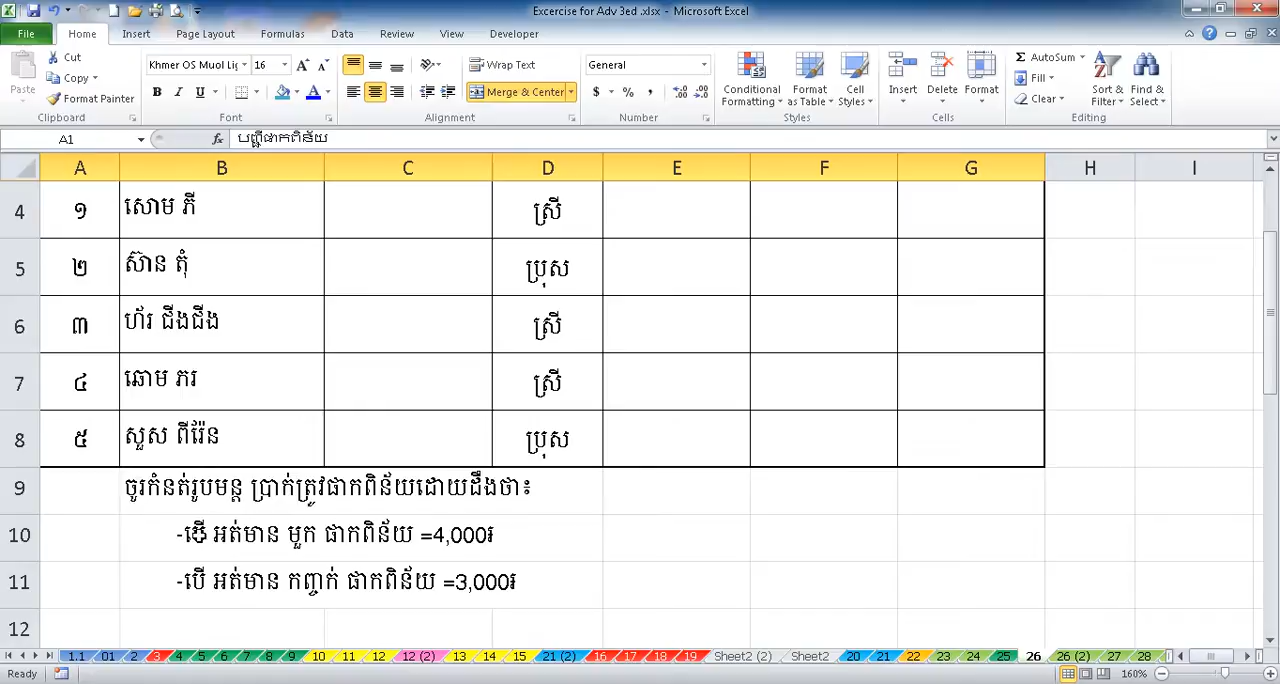 Excercise for Adv 3ed .xlsx - Microsoft Excel
File Home Insert Page Layout Formulas Data Review View Developer
Cut
Copy
Format Painter
Paste
Clipboard
Khmer OS Muol Lig 16
B I U
Font
Wrap Text
Merge & Center
Alignment
General
Number
Conditional Formatting
Format as Table
Cell Styles
Styles
Insert Delete Format
Cells
AutoSum
Fill
Clear
Sort & Filter
Find & Select
Editing
A1 fx បញ្ជីផាកពិន័យ
A B C D E F G H I
4 ១ សោម ភី ស្រី
5 ២ ស៊ាន តុំ ប្រុស
6 ៣ ហ័រ ជីងជីង ស្រី
7 ៤ ឆោម ភរ ស្រី
8 ៥ សួស ពីរ៉ែន ប្រុស
9 ចូរកំនត់រូបមន្ត ប្រាក់ត្រូវផាកពិន័យដោយដឹងថា៖
10 -បើ អត់មាន មួក ផាកពិន័យ =4,000៛
11 -បើ អត់មាន កញ្ចក់ ផាកពិន័យ =3,000៛
12
1.1 01 2 3 4 5 6 7 8 9 10 11 12 12 (2) 13 14 15 21 (2) 16 17 18 19 Sheet2 (2) Sheet2 20 21 22 23 24 25 26 26 (2) 27 28
Ready 160%